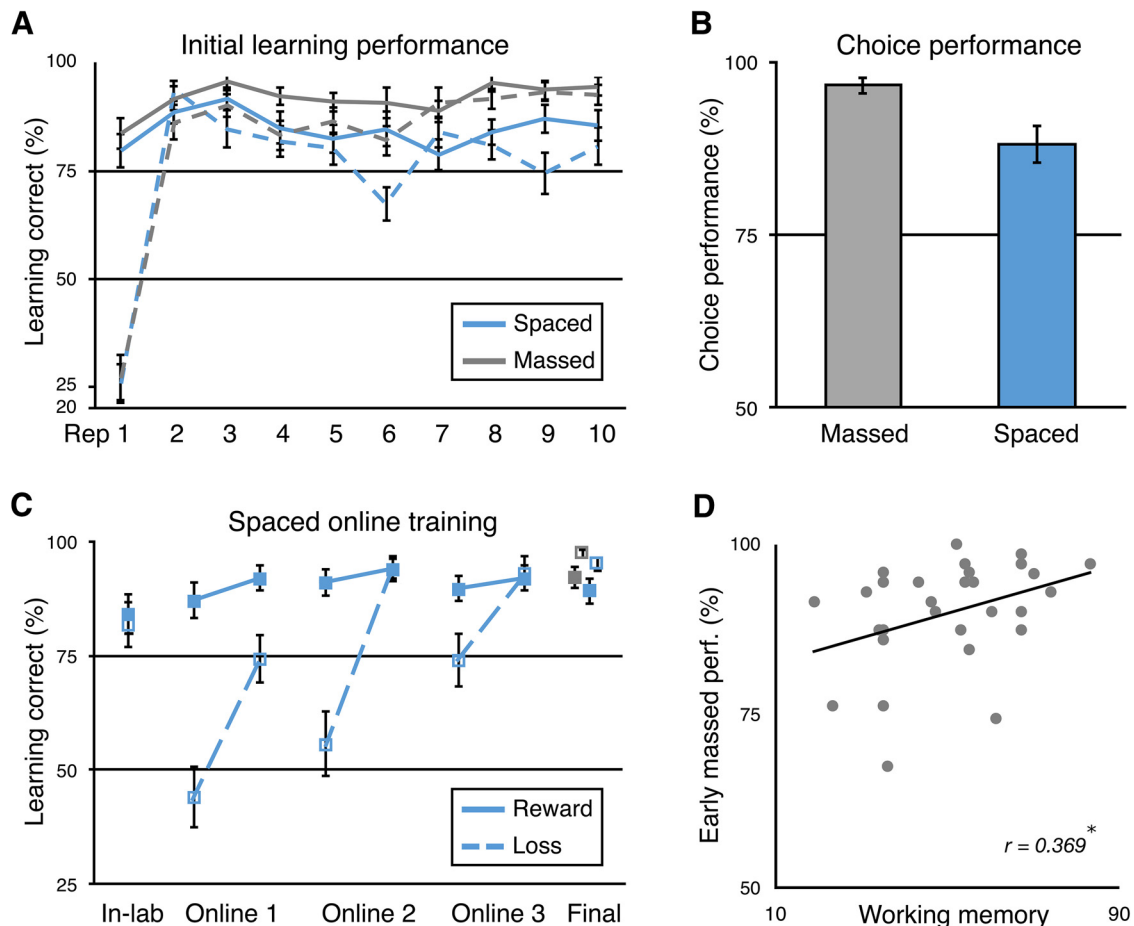 A
Initial learning performance
Learning correct (%)
100
75
50
25
20
Spaced
Massed
Rep 1 2 3 4 5 6 7 8 9 10
B
Choice performance
Choice performance (%)
100
75
50
Massed Spaced
C
Spaced online training
Learning correct (%)
100
75
50
25
Reward
Loss
In-lab Online 1 Online 2 Online 3 Final
D
Early massed perf. (%)
100
75
50
r = 0.369*
10 Working memory 90